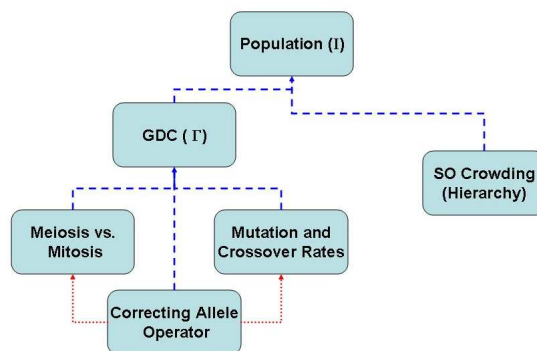 Population (I)
GDC ( Γ )
SO Crowding
(Hierarchy)
Meiosis vs.
Mitosis
Mutation and
Crossover Rates
Correcting Allele
Operator